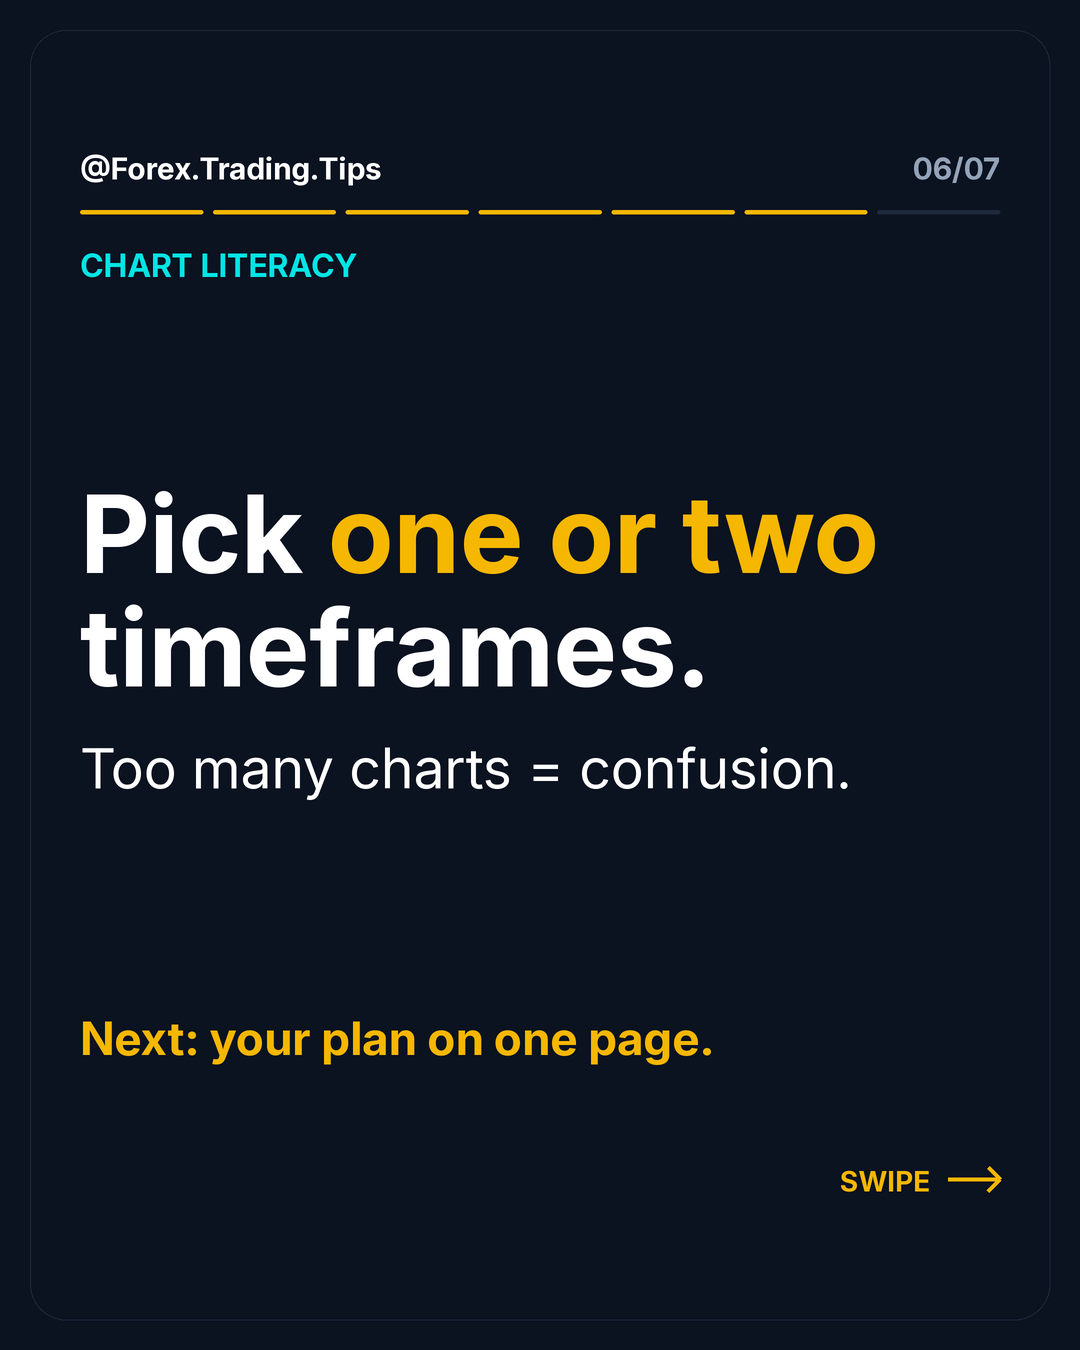 @Forex.Trading.Tips
06/07
CHART LITERACY
Pick one or two
timeframes.
Too many charts = confusion.
Next: your plan on one page.
SWIPE